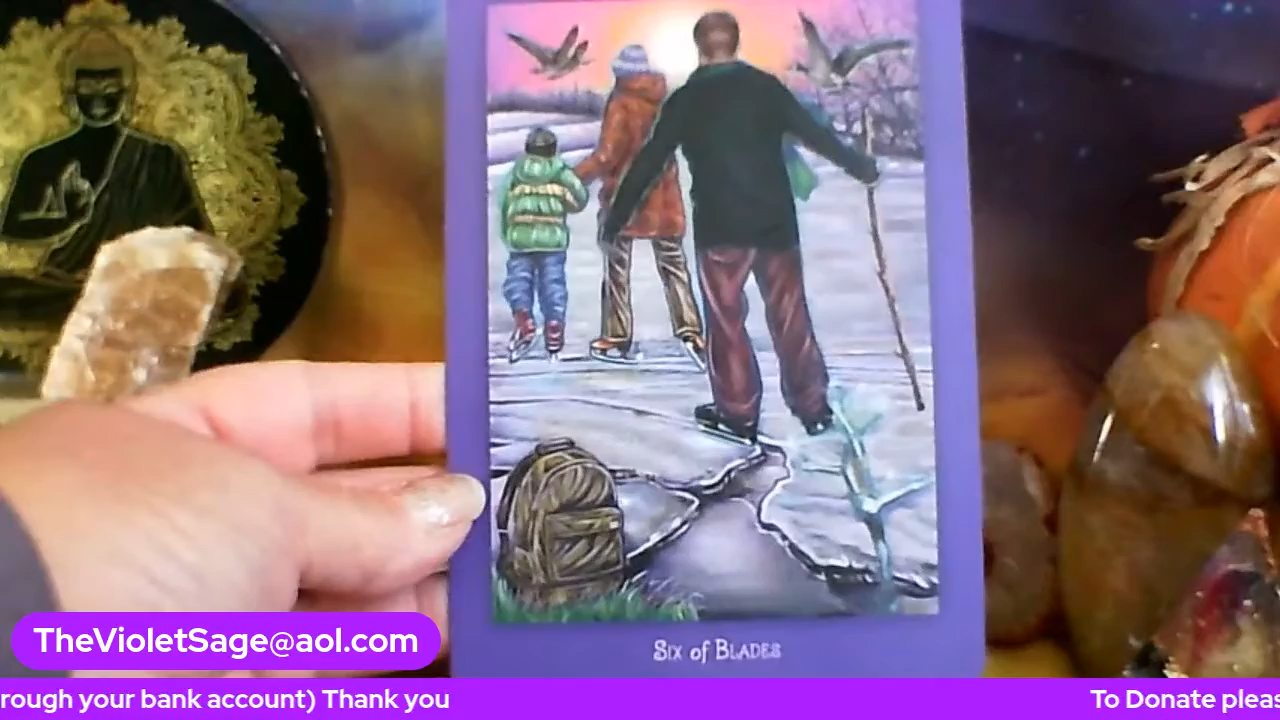 Six of Blades
TheVioletSage@aol.com
rough your bank account) Thank you
To Donate pleas